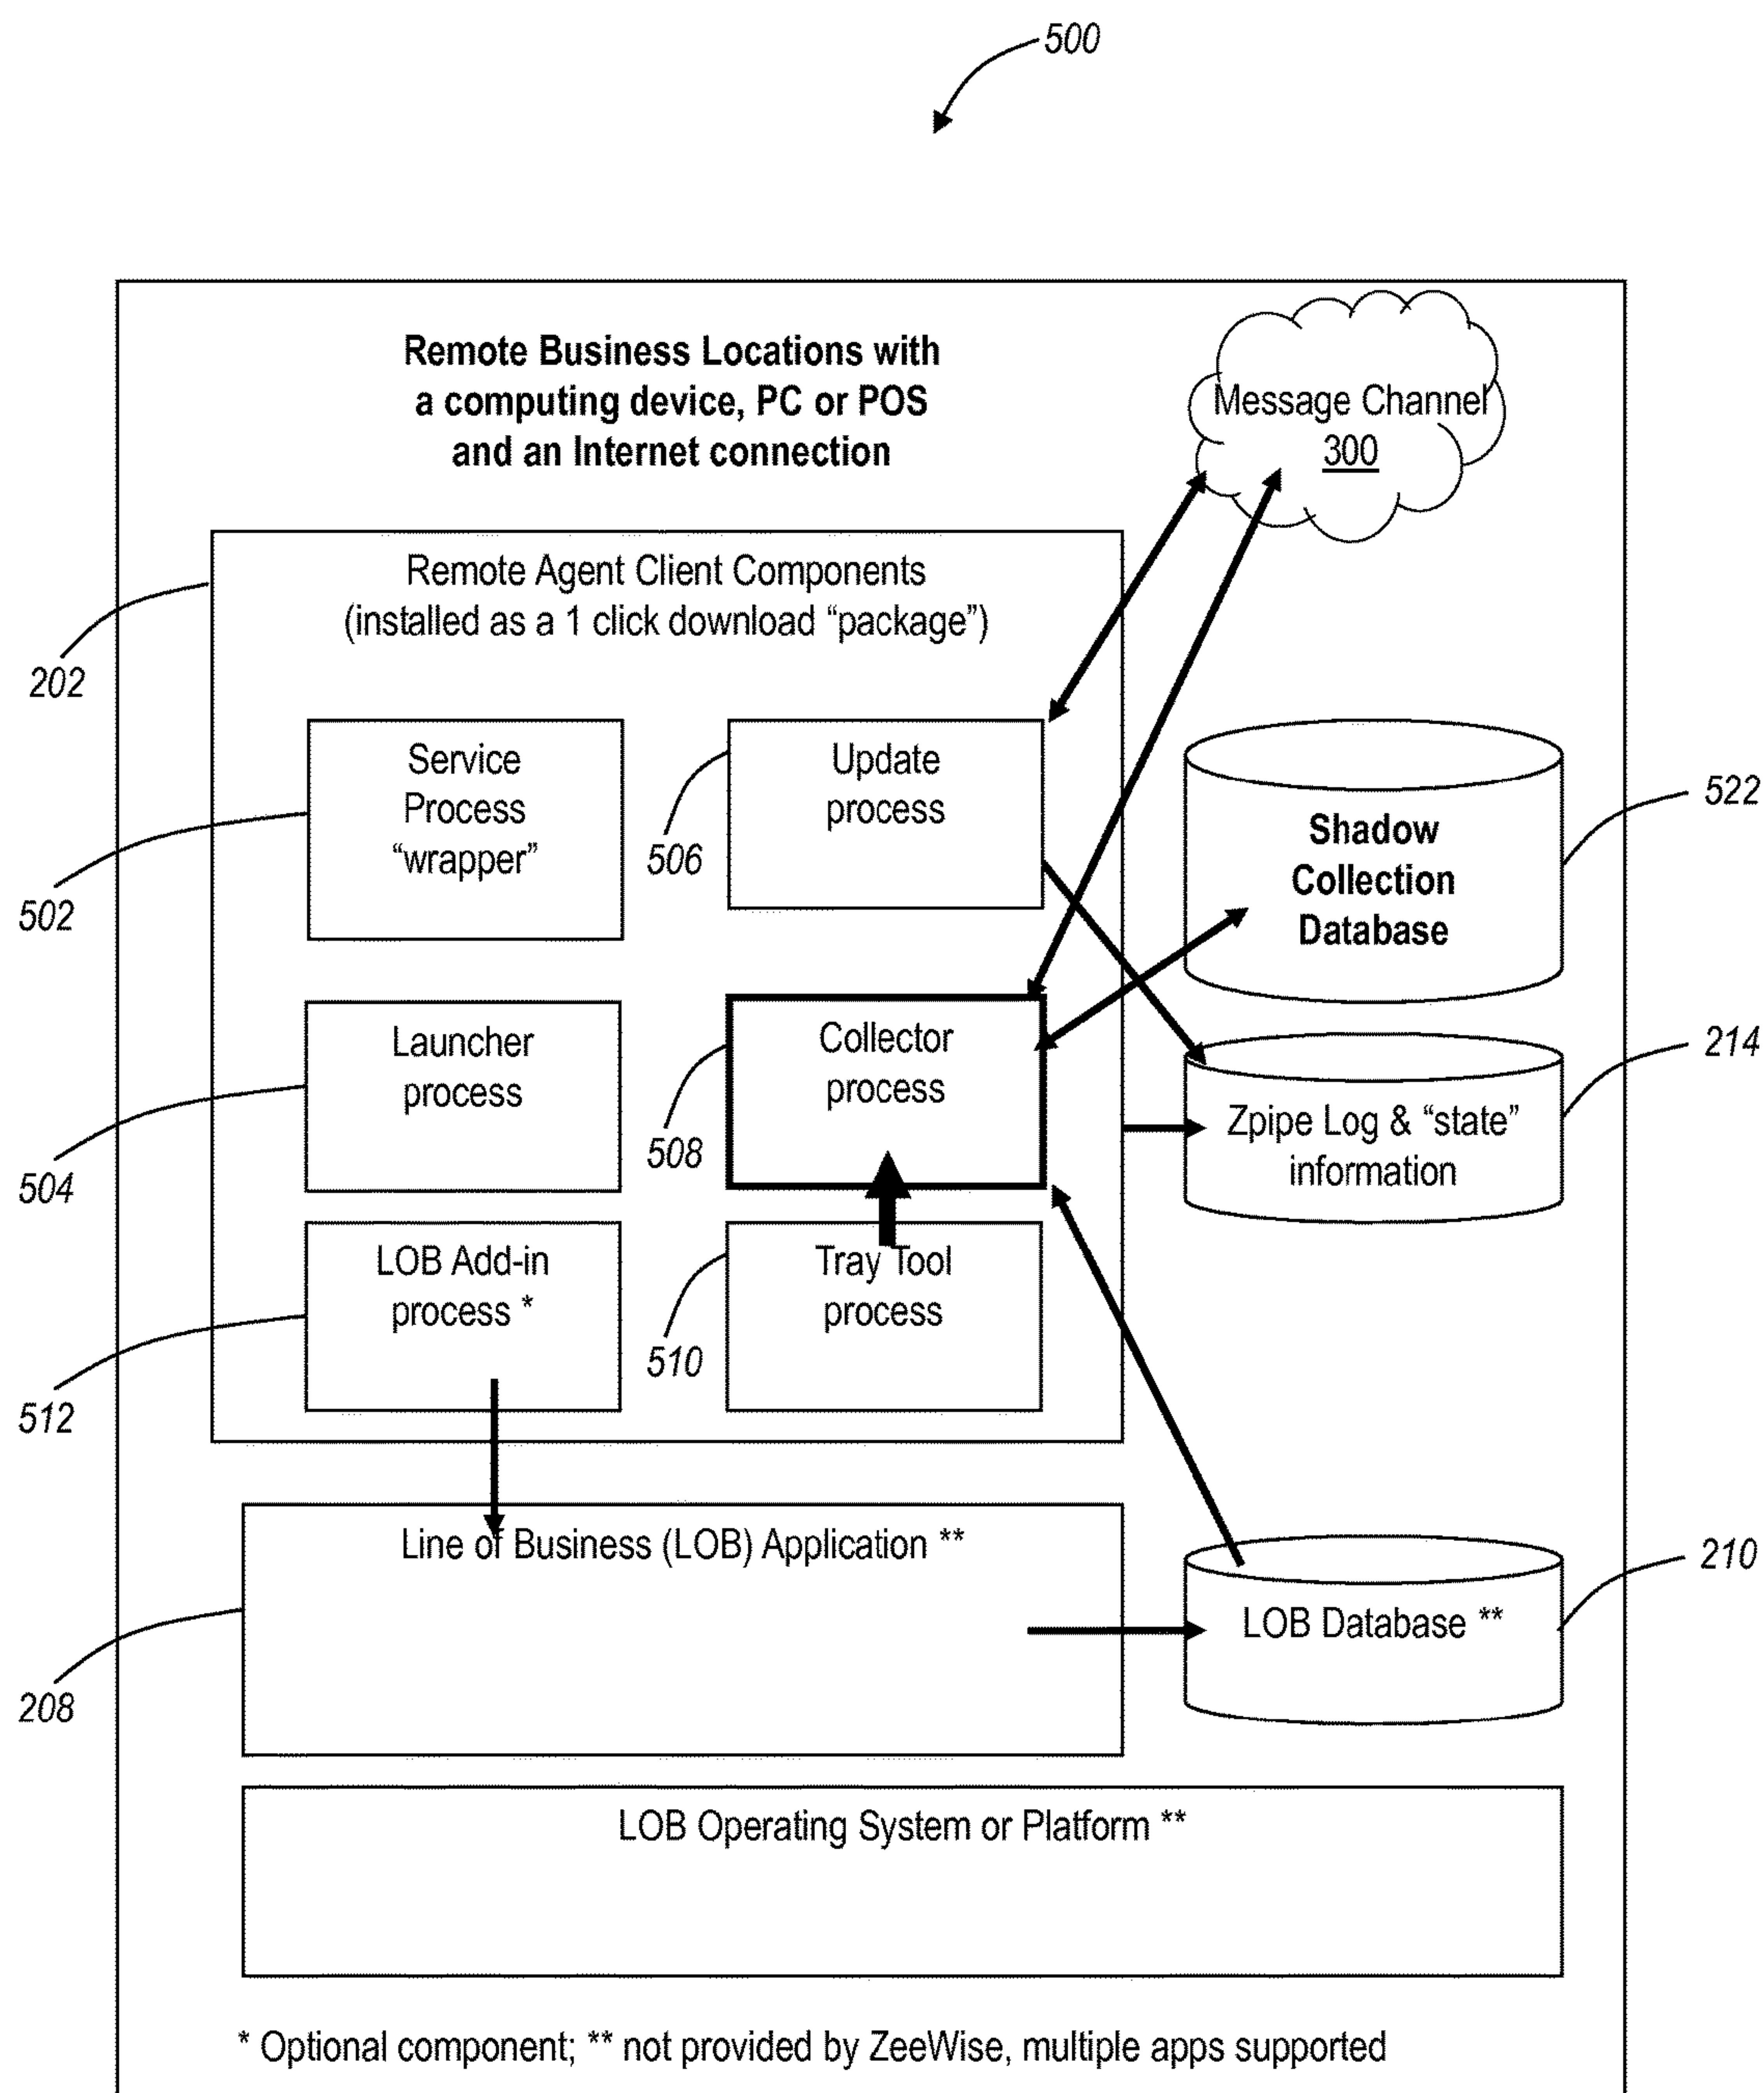 500
Remote Business Locations with
a computing device, PC or POS
and an Internet connection
Message Channel
300
Remote Agent Client Components
(installed as a 1 click download “package”)
202
Service
Process
“wrapper”
502
Update
process
506
Shadow
Collection
Database
522
Launcher
process
504
Collector
process
508
Zpipe Log & “state”
information
214
LOB Add-in
process *
512
Tray Tool
process
510
Line of Business (LOB) Application **
208
LOB Database **
210
LOB Operating System or Platform **
* Optional component; ** not provided by ZeeWise, multiple apps supported